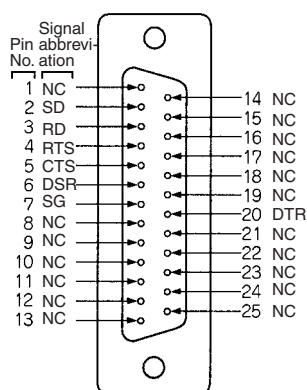 Signal
Pin abbrevi-
No. ation
1 NC
2 SD
3 RD
4 RTS
5 CTS
6 DSR
7 SG
8 NC
9 NC
10 NC
11 NC
12 NC
13 NC
14 NC
15 NC
16 NC
17 NC
18 NC
19 NC
20 DTR
21 NC
22 NC
23 NC
24 NC
25 NC